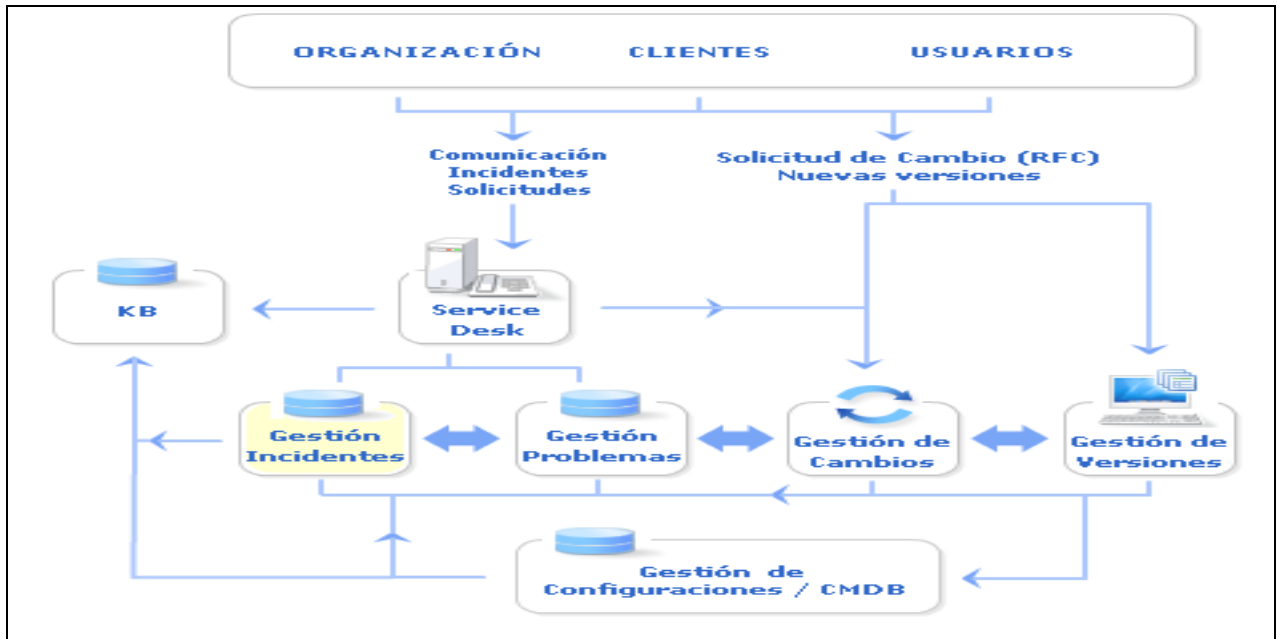 ORGANIZACIÓN CLIENTES USUARIOS
Comunicación
Incidentes
Solicitudes
Solicitud de Cambio (RFC)
Nuevas versiones
KB
Service
Desk
Gestión
Incidentes
Gestión
Problemas
Gestión de
Cambios
Gestión de
Versiones
Gestión de
Configuraciones / CMDB